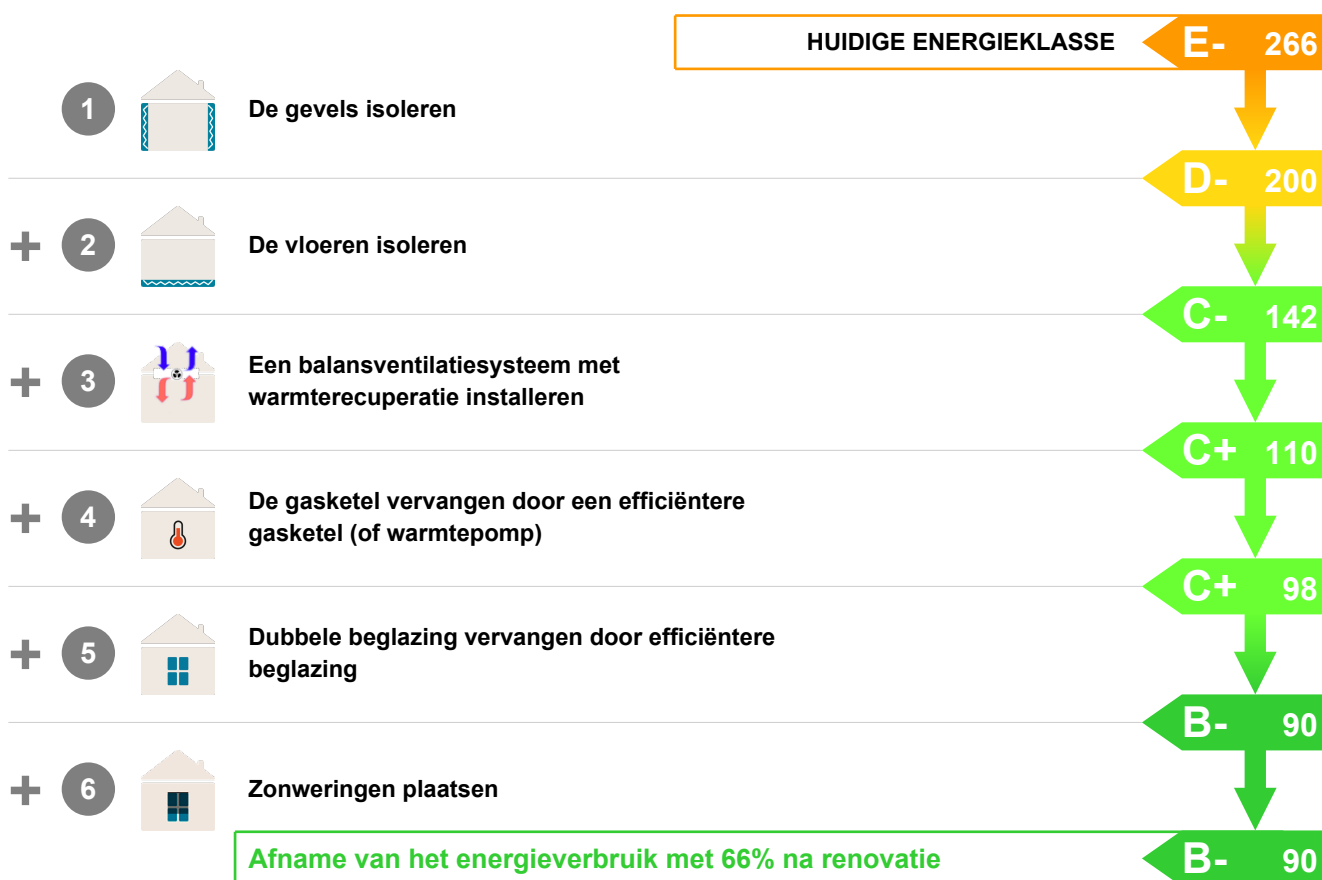 HUIDIGE ENERGIEKLASSE E- 266
1 De gevels isoleren
D- 200
+ 2 De vloeren isoleren
C- 142
+ 3 Een balansventilatiesysteem met
warmterecuperatie installeren
C+ 110
+ 4 De gasketel vervangen door een efficiëntere
gasketel (of warmtepomp)
C+ 98
+ 5 Dubbele beglazing vervangen door efficiëntere
beglazing
B- 90
+ 6 Zonweringen plaatsen
Afname van het energieverbruik met 66% na renovatie B- 90